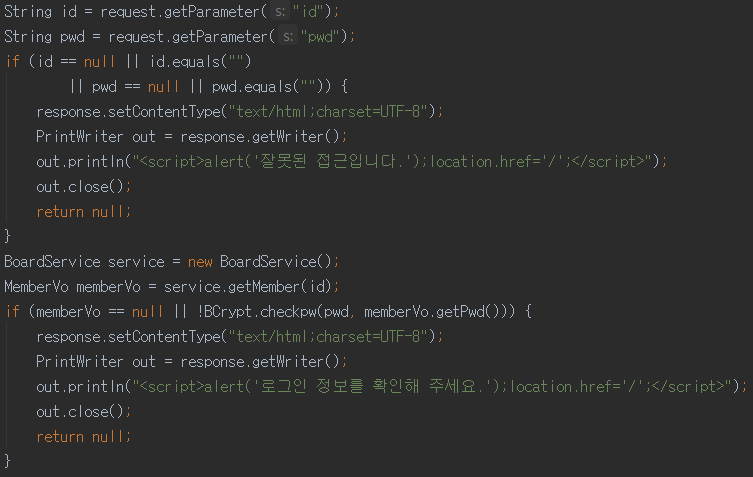 String id = request.getParameter( s: "id");
String pwd = request.getParameter( s: "pwd");
if (id == null || id.equals("")
        || pwd == null || pwd.equals("")) {
    response.setContentType("text/html;charset=UTF-8");
    PrintWriter out = response.getWriter();
    out.println("<script>alert('잘못된 접근입니다.');location.href='/';</script>");
    out.close();
    return null;
}
BoardService service = new BoardService();
MemberVo memberVo = service.getMember(id);
if (memberVo == null || !BCrypt.checkpw(pwd, memberVo.getPwd())) {
    response.setContentType("text/html;charset=UTF-8");
    PrintWriter out = response.getWriter();
    out.println("<script>alert('로그인 정보를 확인해 주세요.');location.href='/';</script>");
    out.close();
    return null;
}